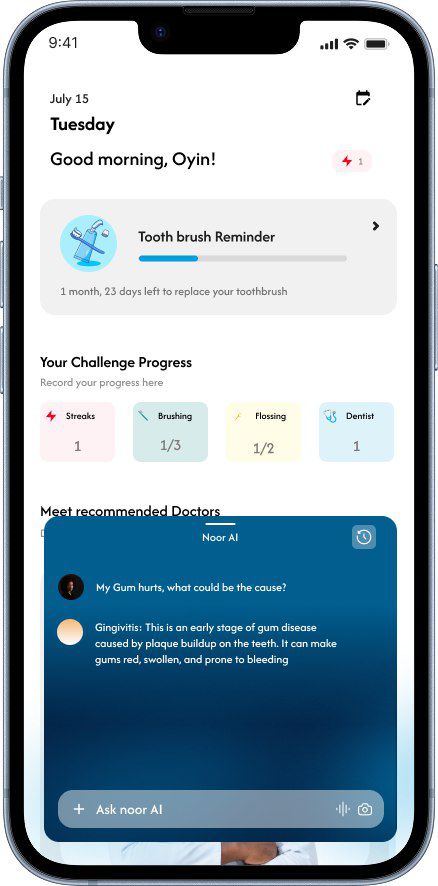 9:41
July 15
Tuesday
Good morning, Oyin!
1
Tooth brush Reminder
1 month, 23 days left to replace your toothbrush
Your Challenge Progress
Record your progress here
Streaks
1
Brushing
1/3
Flossing
1/2
Dentist
1
Meet recommended Doctors
Noor AI
My Gum hurts, what could be the cause?
Gingivitis: This is an early stage of gum disease
caused by plaque buildup on the teeth. It can make
gums red, swollen, and prone to bleeding
Ask noor AI